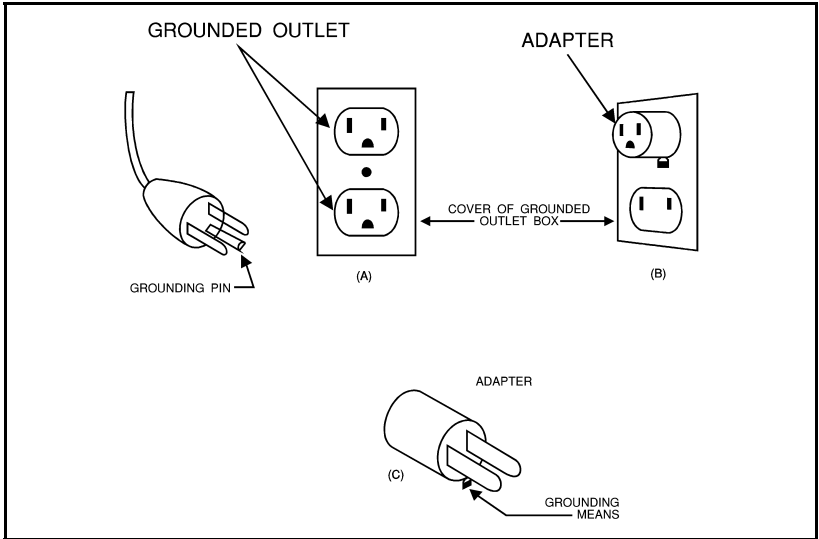 GROUNDED OUTLET
ADAPTER
COVER OF GROUNDED
OUTLET BOX
GROUNDING PIN
(A)
(B)
ADAPTER
(C)
GROUNDING
MEANS